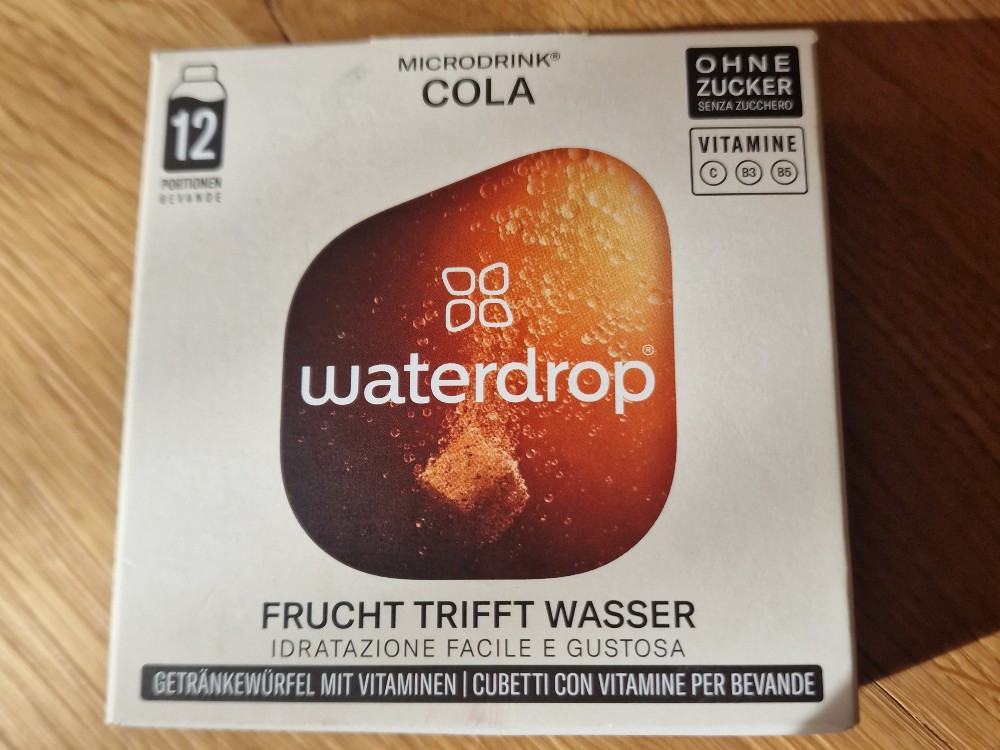 MICRODRINK®
COLA
12
PORTIONEN
BEVANDE
OHNE
ZUCKER
SENZA ZUCCHERO
VITAMINE
C B3 B5
waterdrop®
FRUCHT TRIFFT WASSER
IDRATAZIONE FACILE E GUSTOSA
GETRÄNKEWÜRFEL MIT VITAMINEN | CUBETTI CON VITAMINE PER BEVANDE